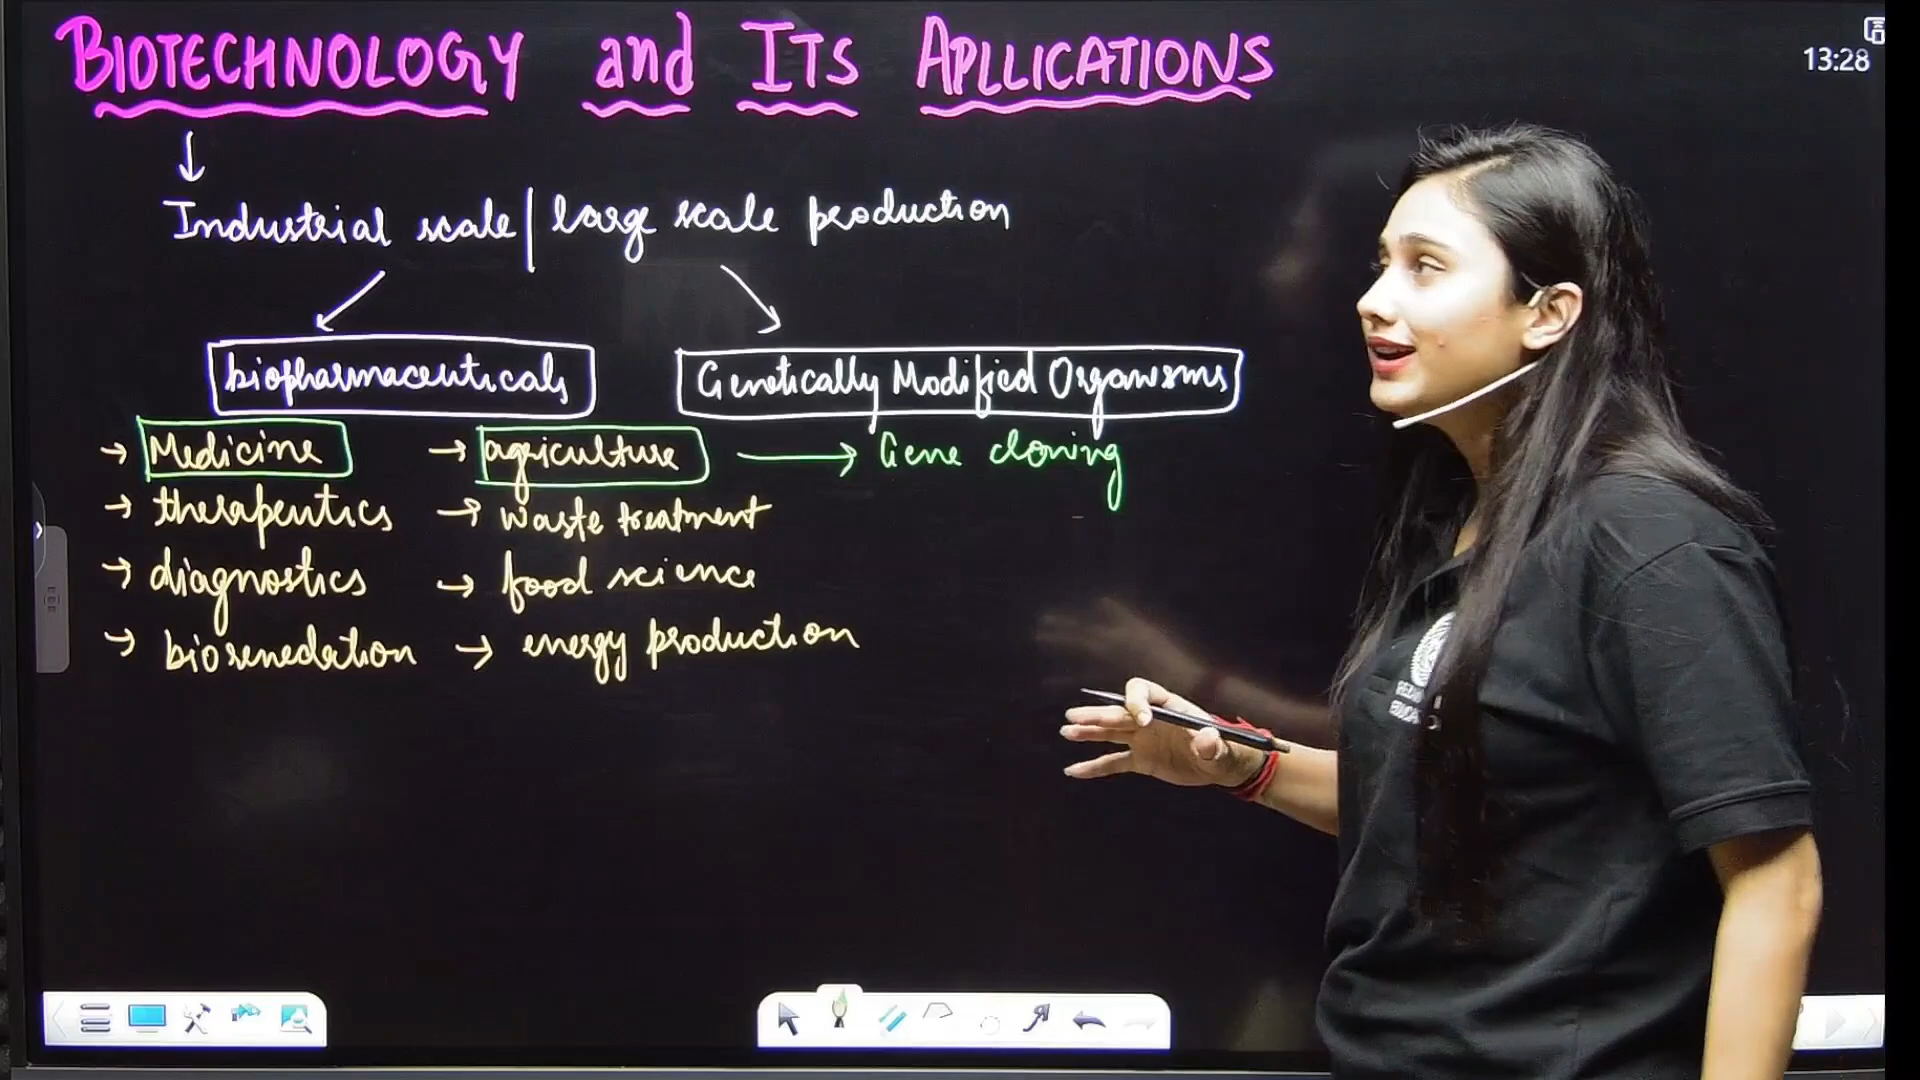 BIOTECHNOLOGY and ITS APLLICATIONS
13:28
↓
Industrial scale | large scale production
biopharmaceuticals
Genetically Modified Organisms
→ Medicine → agriculture → Gene cloning
→ therapeutics → waste treatment
→ diagnostics → food science
→ bioremedation → energy production